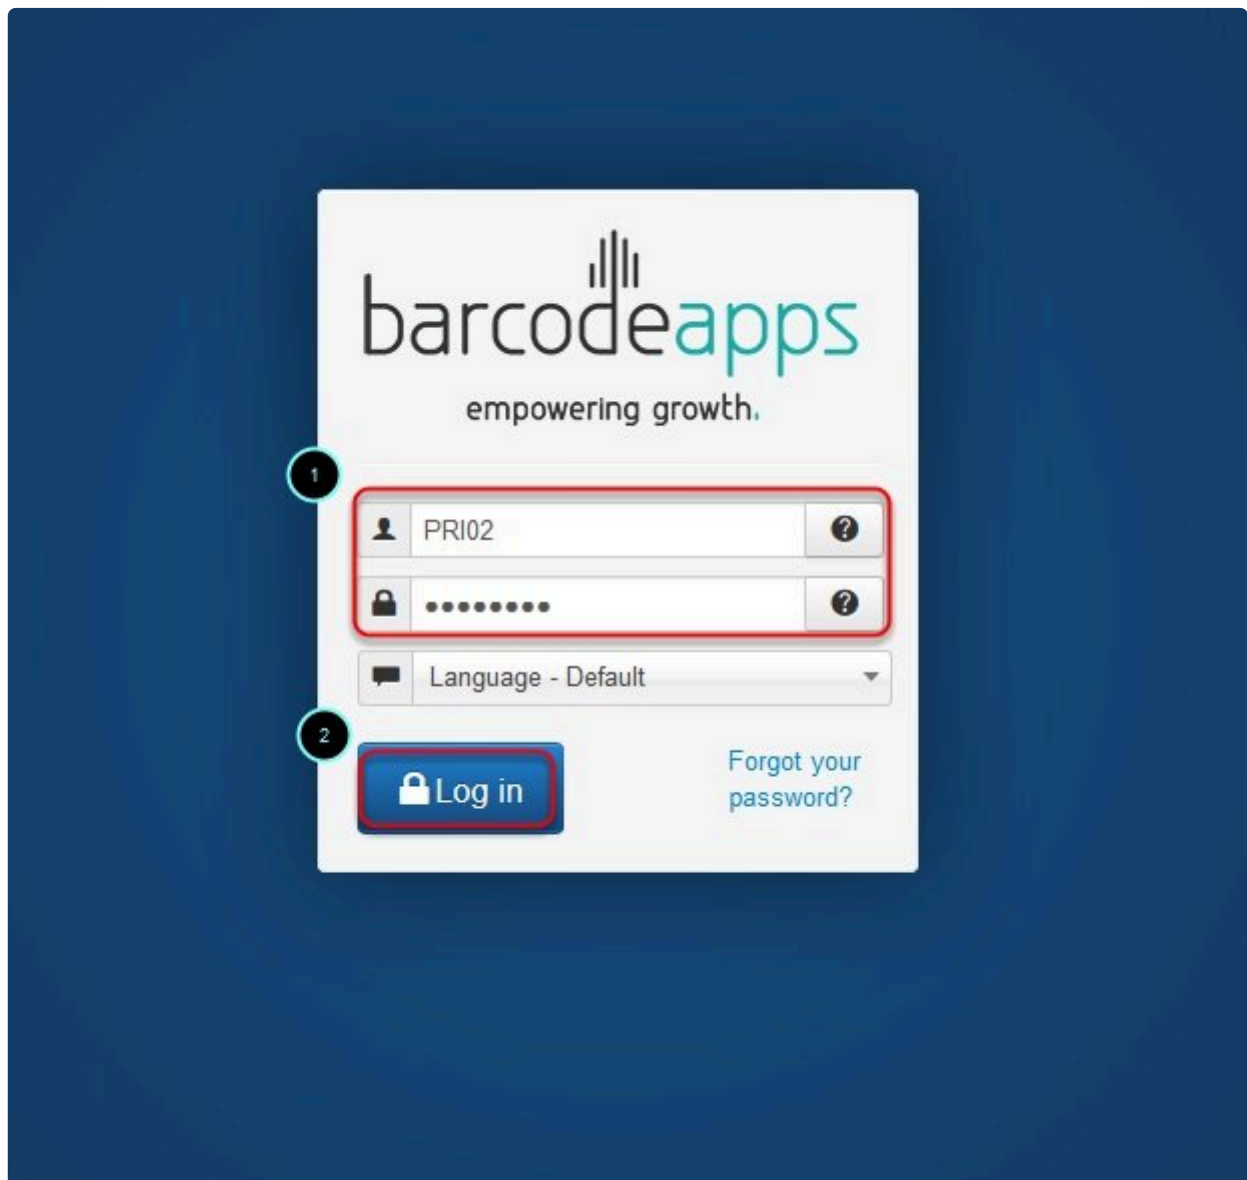 barcodeapps
empowering growth.
1
PRI02
••••••••
Language - Default
2
Log in
Forgot your
password?